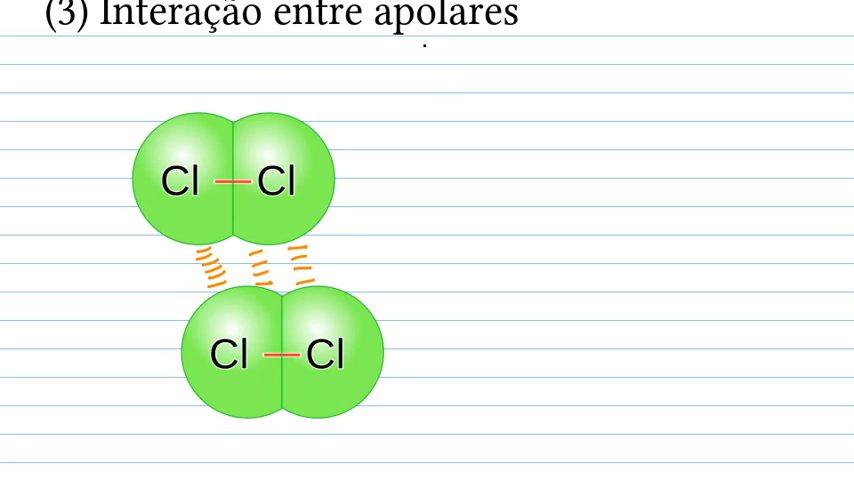 (3) Interação entre apolares
Cl — Cl
Cl — Cl